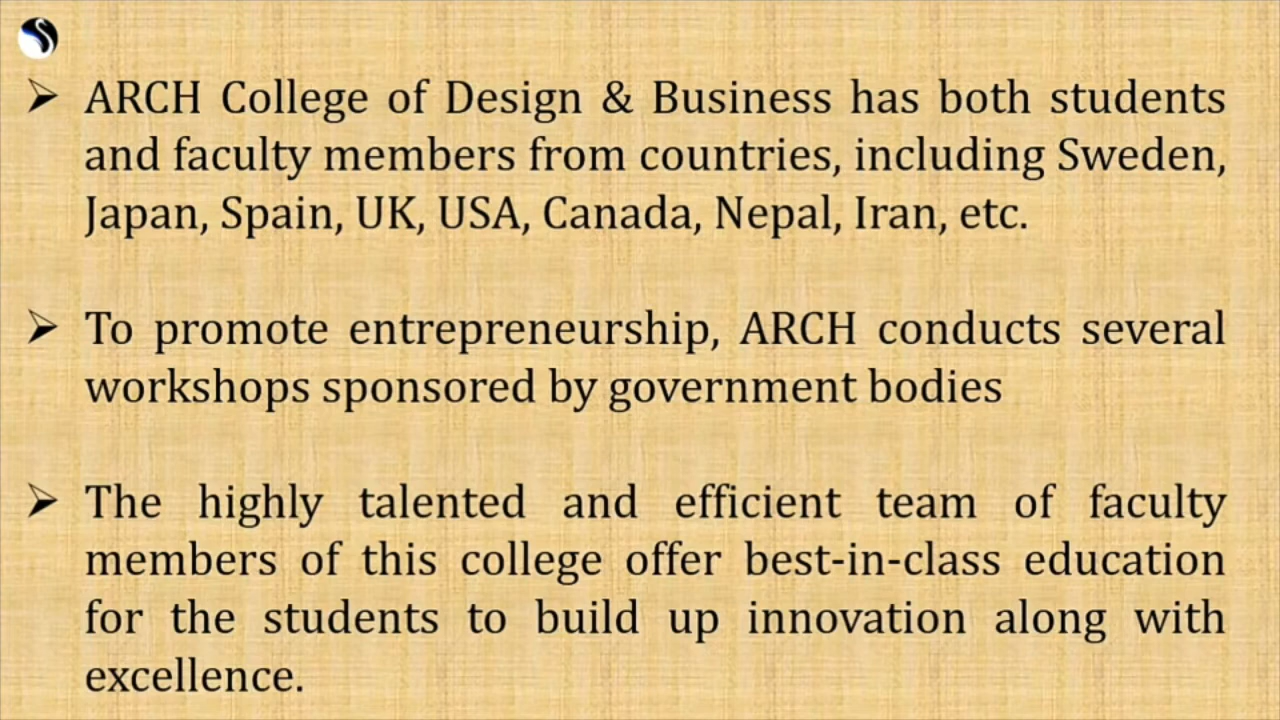 ➢ ARCH College of Design & Business has both students
and faculty members from countries, including Sweden,
Japan, Spain, UK, USA, Canada, Nepal, Iran, etc.
➢ To promote entrepreneurship, ARCH conducts several
workshops sponsored by government bodies
➢ The highly talented and efficient team of faculty
members of this college offer best-in-class education
for the students to build up innovation along with
excellence.